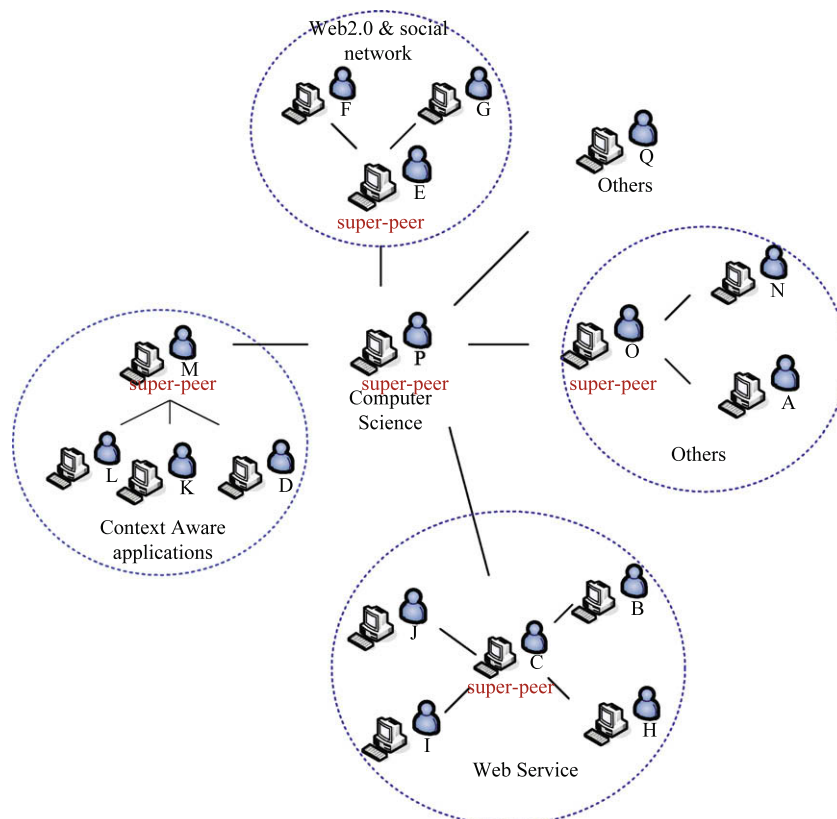 Web2.0 & social
network
F
G
E
super-peer
Q
Others
N
O
super-peer
A
Others
M
super-peer
P
super-peer
Computer
Science
L
K
D
Context Aware
applications
B
J
C
super-peer
I
H
Web Service